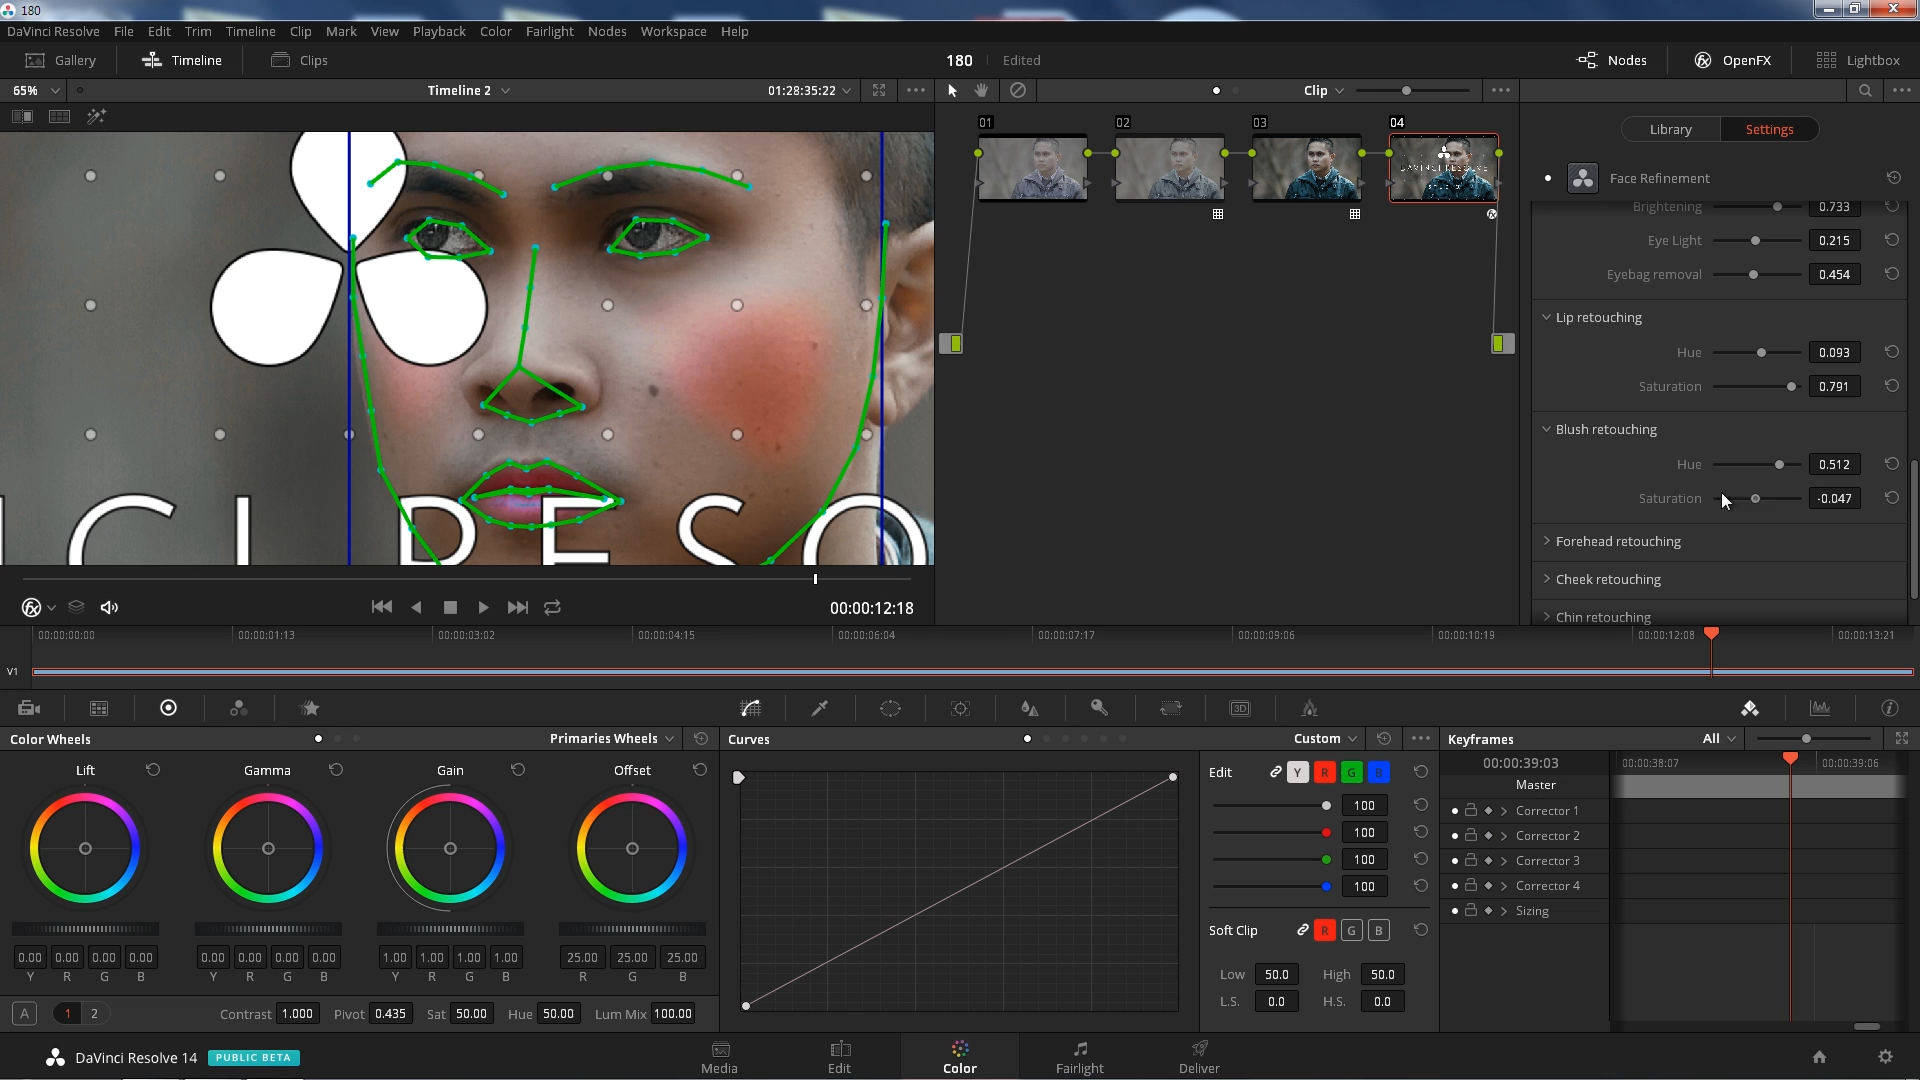 180
DaVinci Resolve File Edit Trim Timeline Clip Mark View Playback Color Fairlight Nodes Workspace Help
Gallery Timeline Clips 180 Edited Nodes OpenFX Lightbox
65% Timeline 2 01:28:35:22 Clip
Library Settings
01 02 03 04
Face Refinement
Brightening 0.733
Eye Light 0.215
Eyebag removal 0.454
Lip retouching
Hue 0.093
Saturation 0.791
Blush retouching
Hue 0.512
Saturation -0.047
Forehead retouching
Cheek retouching
Chin retouching
DAVINCI RESOLVE
STUDIO
CI RESO
00:00:12:18
00:00:00:00 00:00:01:13 00:00:03:02 00:00:04:15 00:00:06:04 00:00:07:17 00:00:09:06 00:00:10:19 00:00:12:08 00:00:13:21
V1
3D
Color Wheels Primaries Wheels
Lift Gamma Gain Offset
0.00 0.00 0.00 0.00 0.00 0.00 0.00 0.00 1.00 1.00 1.00 1.00 25.00 25.00 25.00
Y R G B Y R G B Y R G B R G B
A 1 2 Contrast 1.000 Pivot 0.435 Sat 50.00 Hue 50.00 Lum Mix 100.00
Curves Custom
Edit Y R G B
100
100
100
100
Soft Clip R G B
Low 50.0 High 50.0
L.S. 0.0 H.S. 0.0
Keyframes All
00:00:39:03 00:00:38:07 00:00:39:06
Master
Corrector 1
Corrector 2
Corrector 3
Corrector 4
Sizing
DaVinci Resolve 14 PUBLIC BETA
Media Edit Color Fairlight Deliver